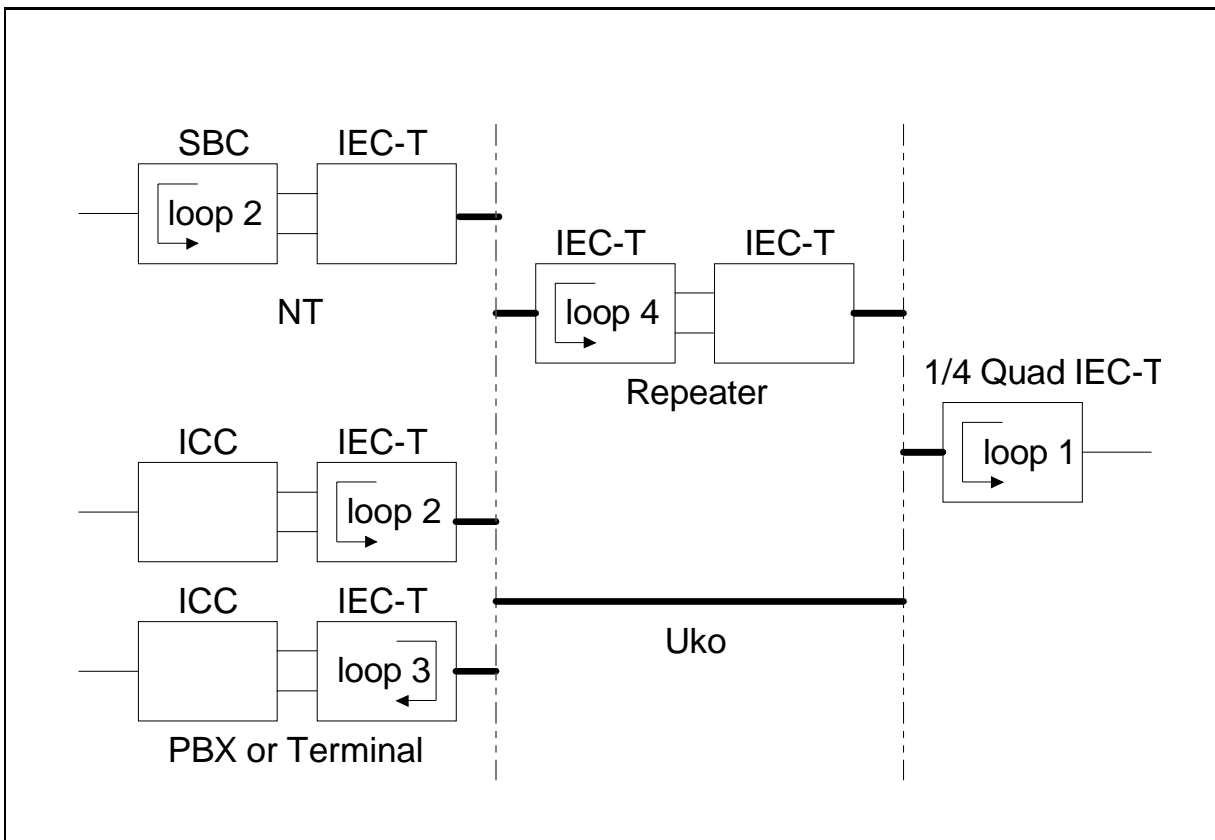 SBC IEC-T
loop 2
NT
IEC-T IEC-T
loop 4
Repeater
1/4 Quad IEC-T
loop 1
ICC IEC-T
loop 2
ICC IEC-T
loop 3
PBX or Terminal
Uko